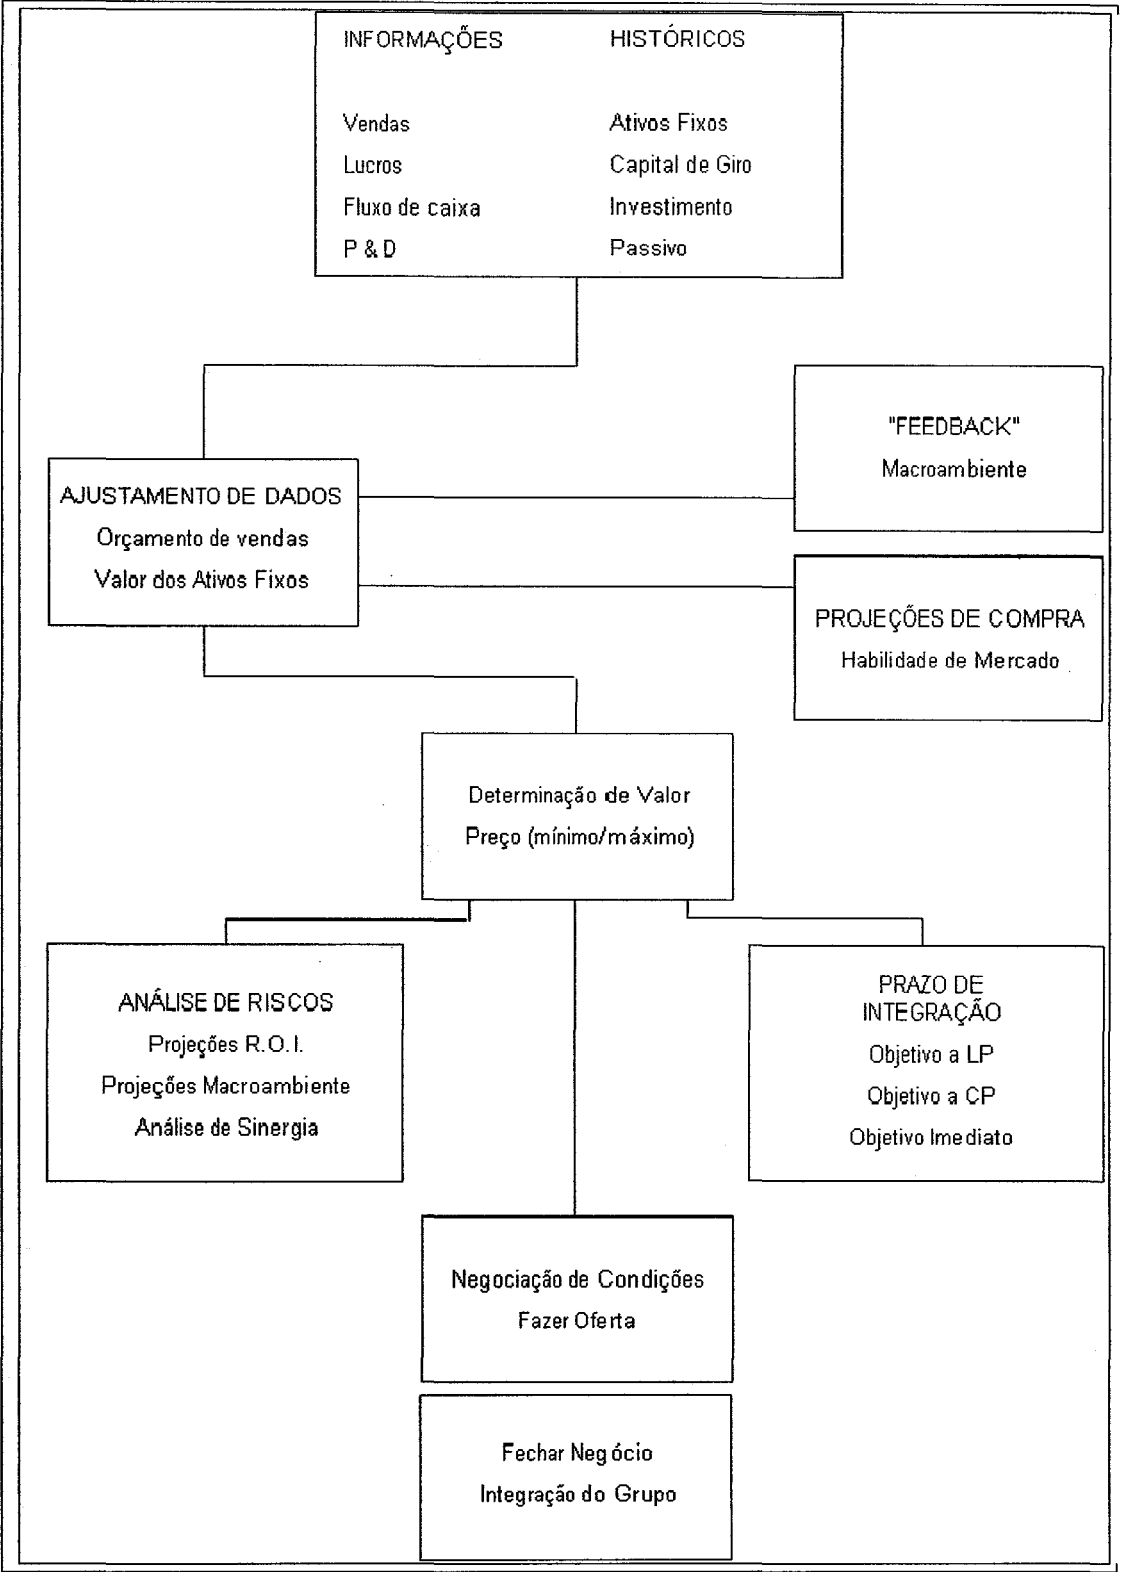 INFORMAÇÕES HISTÓRICOS
Vendas Ativos Fixos
Lucros Capital de Giro
Fluxo de caixa Investimento
P & D Passivo
"FEEDBACK"
Macroambiente
AJUSTAMENTO DE DADOS
Orçamento de vendas
Valor dos Ativos Fixos
PROJEÇÕES DE COMPRA
Habilidade de Mercado
Determinação de Valor
Preço (mínimo/máximo)
ANÁLISE DE RISCOS
Projeções R.O.I.
Projeções Macroambiente
Análise de Sinergia
PRAZO DE
INTEGRAÇÃO
Objetivo a LP
Objetivo a CP
Objetivo Imediato
Negociação de Condições
Fazer Oferta
Fechar Negócio
Integração do Grupo